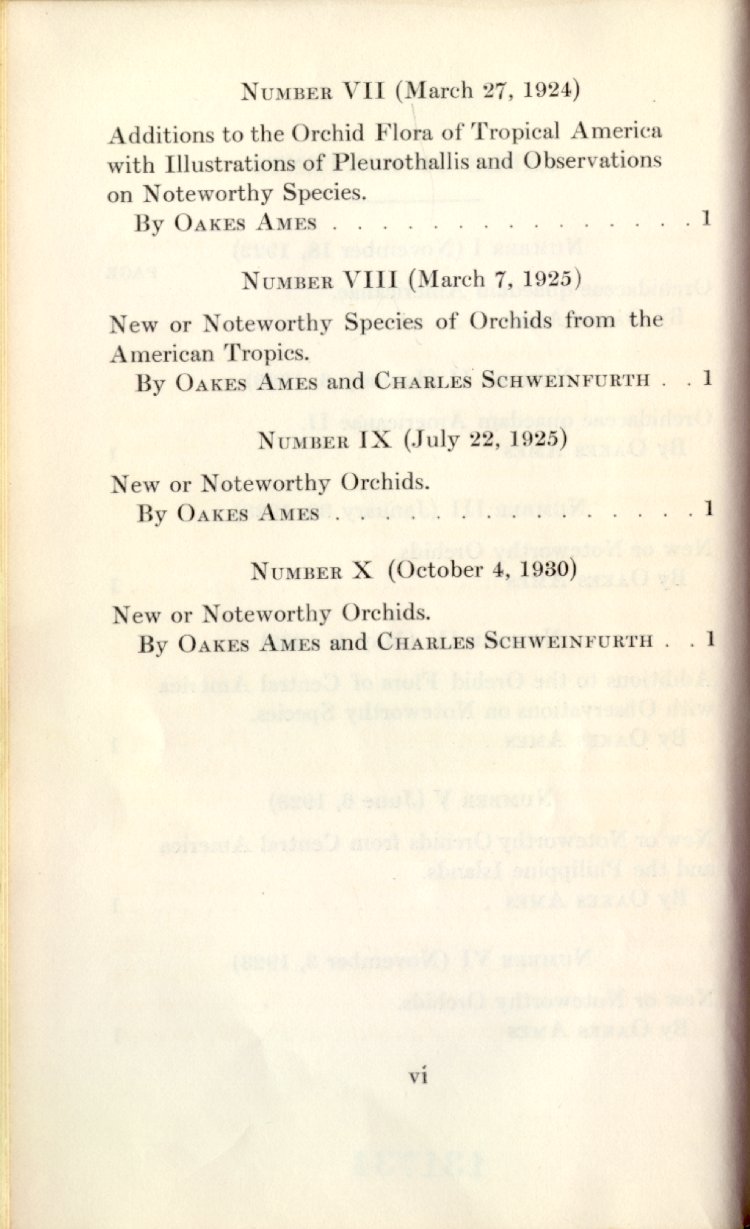 NUMBER VII (March 27, 1924)
Additions to the Orchid Flora of Tropical America
with Illustrations of Pleurothallis and Observations
on Noteworthy Species.
By OAKES AMES . . . . . . . . . . . . . . . 1
NUMBER VIII (March 7, 1925)
New or Noteworthy Species of Orchids from the
American Tropics.
By OAKES AMES and CHARLES SCHWEINFURTH . . 1
NUMBER IX (July 22, 1925)
New or Noteworthy Orchids.
By OAKES AMES . . . . . . . . . . . . . . . 1
NUMBER X (October 4, 1930)
New or Noteworthy Orchids.
By OAKES AMES and CHARLES SCHWEINFURTH . . 1
vi